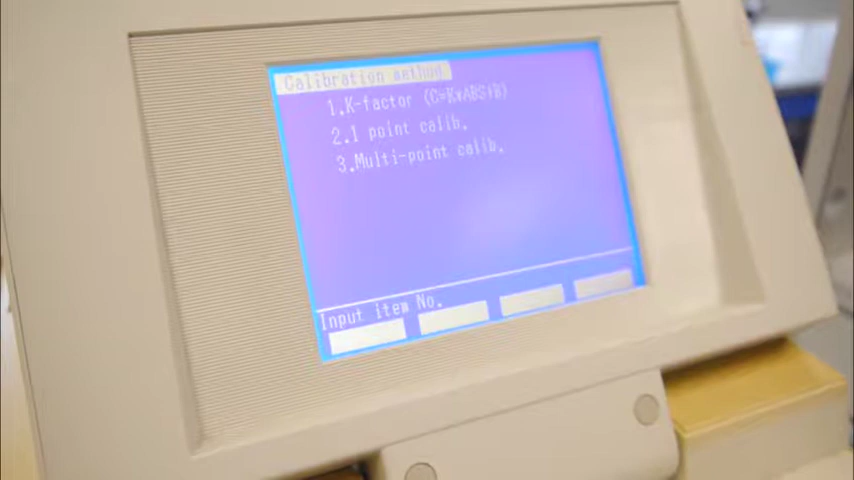 Calibration method
1.K-factor (C=K*ABS+B)
2.1 point calib.
3.Multi-point calib.
Input item No.